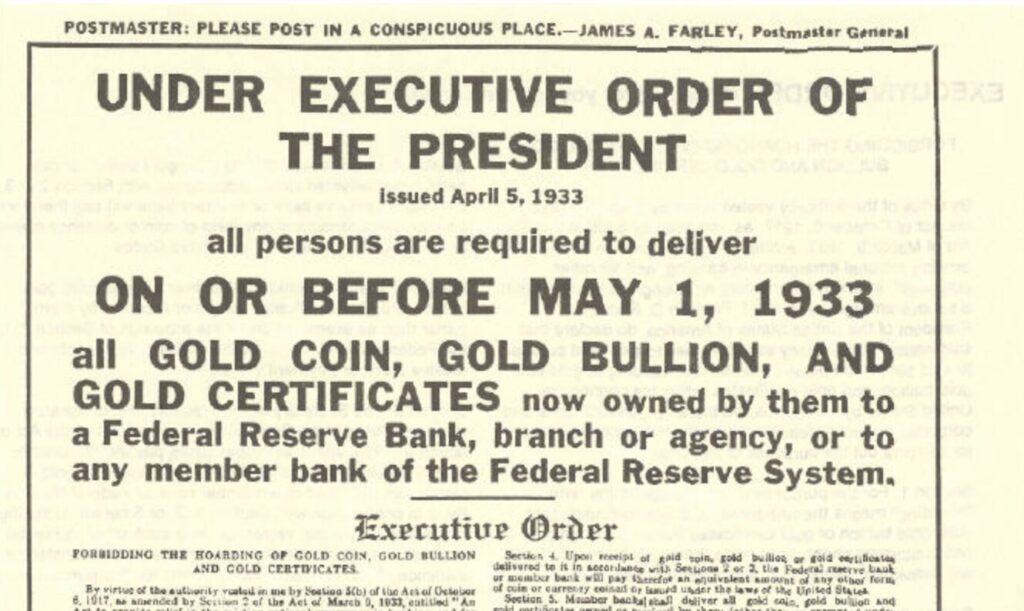 POSTMASTER: PLEASE POST IN A CONSPICUOUS PLACE.—JAMES A. FARLEY, Postmaster General
UNDER EXECUTIVE ORDER OF
THE PRESIDENT
issued April 5, 1933
all persons are required to deliver
ON OR BEFORE MAY 1, 1933
all GOLD COIN, GOLD BULLION, AND
GOLD CERTIFICATES now owned by them to
a Federal Reserve Bank, branch or agency, or to
any member bank of the Federal Reserve System.
Executive Order
FORBIDDING THE HOARDING OF GOLD COIN, GOLD BULLION
AND GOLD CERTIFICATES.
By virtue of the authority vested in me by Section 5(b) of the Act of October
6, 1917, as amended by Section 2 of the Act of March 9, 1933, entitled "An
Section 4. Upon receipt of gold coin, gold bullion or gold certificates
delivered to it in accordance with Sections 2 or 3, the Federal reserve bank
or member bank will pay therefor an equivalent amount of any other form
of coin or currency coined or issued under the laws of the United States.
Section 5. Member banks shall deliver all gold coin, gold bullion and